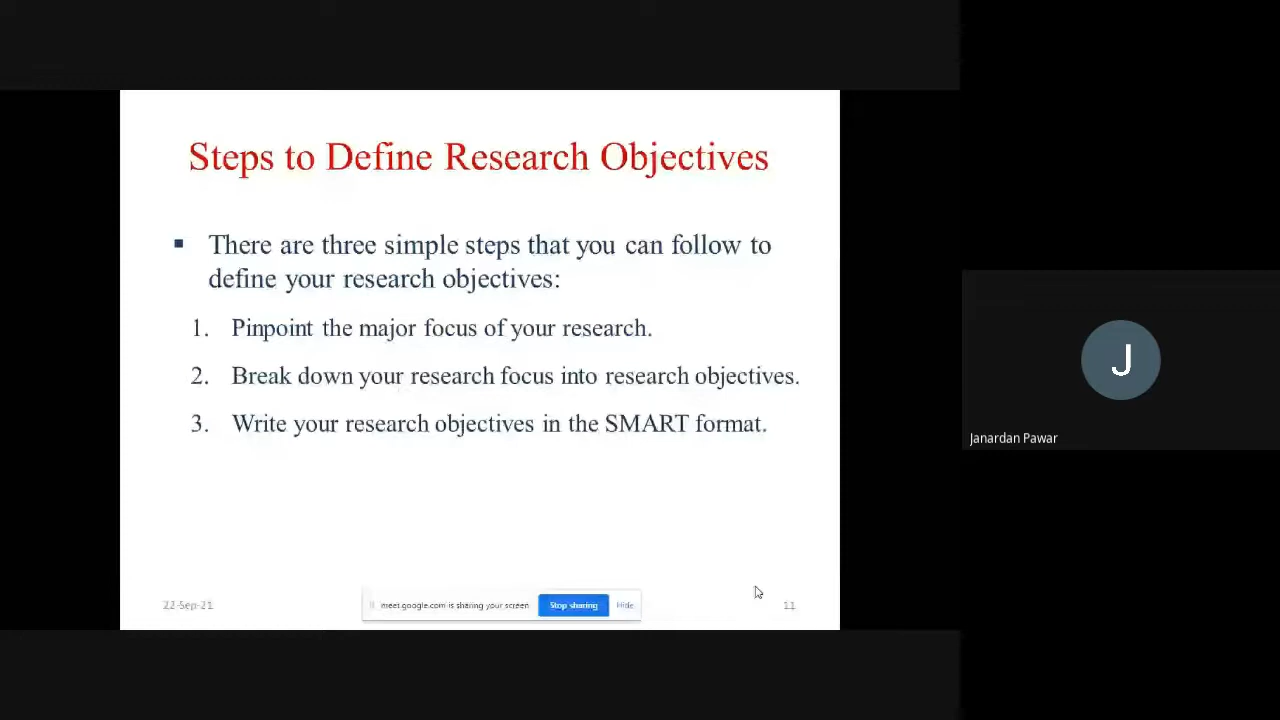 Steps to Define Research Objectives
▪ There are three simple steps that you can follow to
define your research objectives:
1. Pinpoint the major focus of your research.
2. Break down your research focus into research objectives.
3. Write your research objectives in the SMART format.
22-Sep-21
meet.google.com is sharing your screen
Stop sharing
Hide
11
J
Janardan Pawar